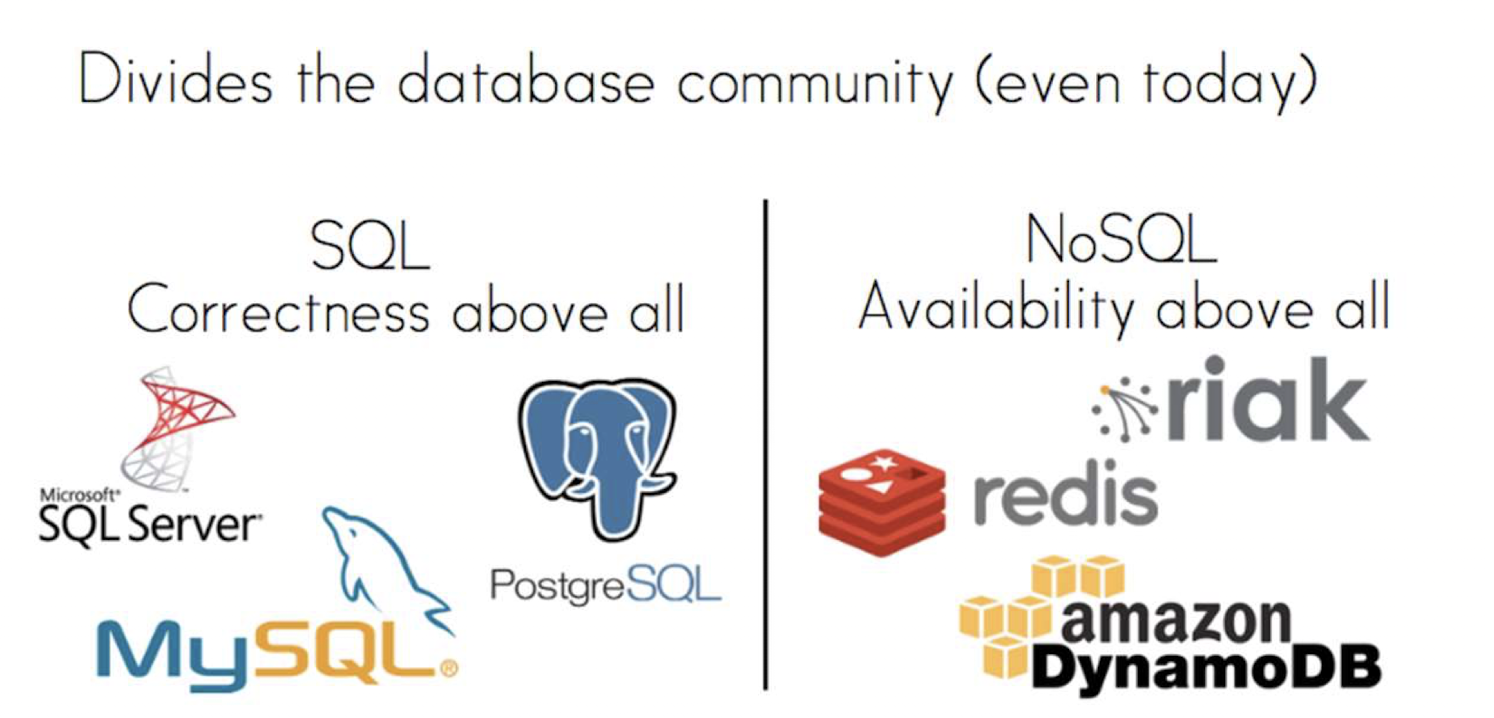 Divides the database community (even today)
SQL
Correctness above all
Microsoft®
SQL Server®
MySQL®
PostgreSQL
NoSQL
Availability above all
riak
redis
amazon
DynamoDB